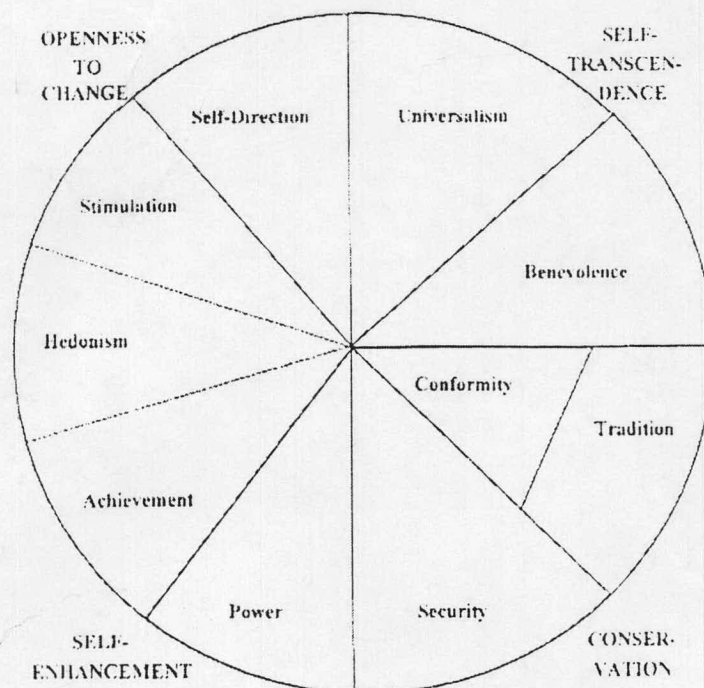 OPENNESS
TO
CHANGE
SELF-
TRANSCEN-
DENCE
Self-Direction
Universalism
Stimulation
Benevolence
Hedonism
Conformity
Tradition
Achievement
Power
Security
SELF-
ENHANCEMENT
CONSER-
VATION